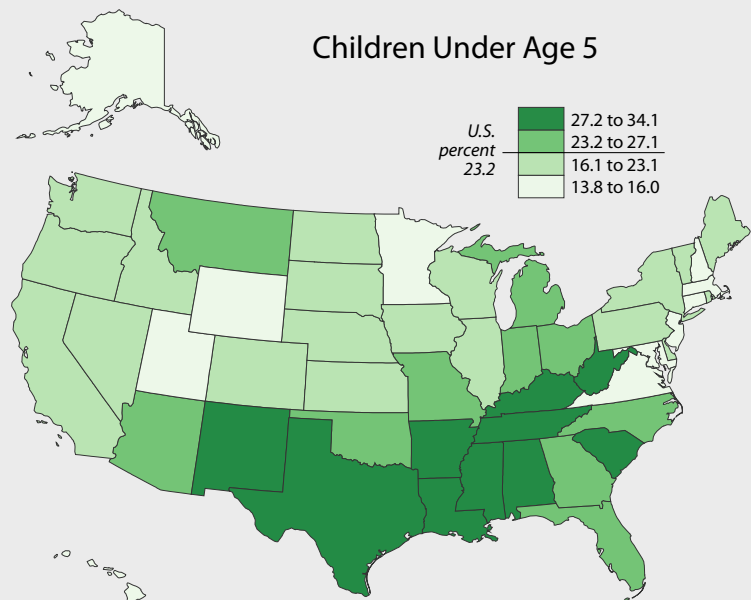 Children Under Age 5
U.S.
percent
23.2
27.2 to 34.1
23.2 to 27.1
16.1 to 23.1
13.8 to 16.0